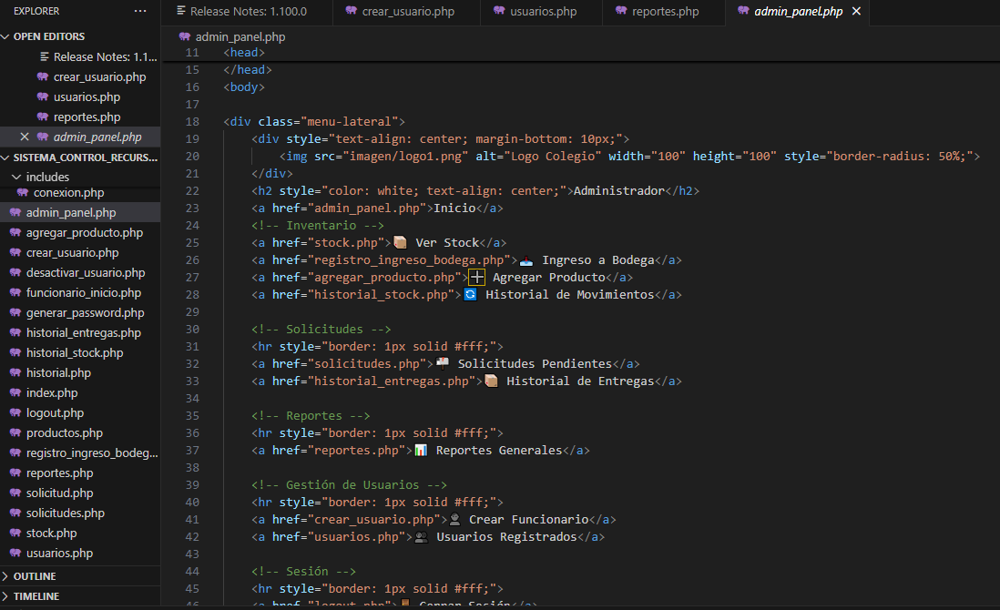 EXPLORER ...
Release Notes: 1.100.0 crear_usuario.php usuarios.php reportes.php admin_panel.php
OPEN EDITORS
Release Notes: 1.1...
crear_usuario.php
usuarios.php
reportes.php
admin_panel.php
SISTEMA_CONTROL_RECURS...
includes
conexion.php
admin_panel.php
agregar_producto.php
crear_usuario.php
desactivar_usuario.php
funcionario_inicio.php
generar_password.php
historial_entregas.php
historial_stock.php
historial.php
index.php
logout.php
productos.php
registro_ingreso_bodeg...
reportes.php
solicitud.php
solicitudes.php
stock.php
usuarios.php
OUTLINE
TIMELINE
admin_panel.php
11 <head>
15 </head>
16 <body>
17
18 <div class="menu-lateral">
19 <div style="text-align: center; margin-bottom: 10px;">
20 <img src="imagen/logo1.png" alt="Logo Colegio" width="100" height="100" style="border-radius: 50%;">
21 </div>
22 <h2 style="color: white; text-align: center;">Administrador</h2>
23 <a href="admin_panel.php">Inicio</a>
24 <!-- Inventario -->
25 <a href="stock.php">📦 Ver Stock</a>
26 <a href="registro_ingreso_bodega.php">📥 Ingreso a Bodega</a>
27 <a href="agregar_producto.php">➕ Agregar Producto</a>
28 <a href="historial_stock.php">🔄 Historial de Movimientos</a>
29
30 <!-- Solicitudes -->
31 <hr style="border: 1px solid #fff;">
32 <a href="solicitudes.php">📬 Solicitudes Pendientes</a>
33 <a href="historial_entregas.php">📦 Historial de Entregas</a>
34
35 <!-- Reportes -->
36 <hr style="border: 1px solid #fff;">
37 <a href="reportes.php">📊 Reportes Generales</a>
38
39 <!-- Gestión de Usuarios -->
40 <hr style="border: 1px solid #fff;">
41 <a href="crear_usuario.php">👤 Crear Funcionario</a>
42 <a href="usuarios.php">👥 Usuarios Registrados</a>
43
44 <!-- Sesión -->
45 <hr style="border: 1px solid #fff;">
46 <a href="logout.php">🚪 Cerrar Sesión</a>